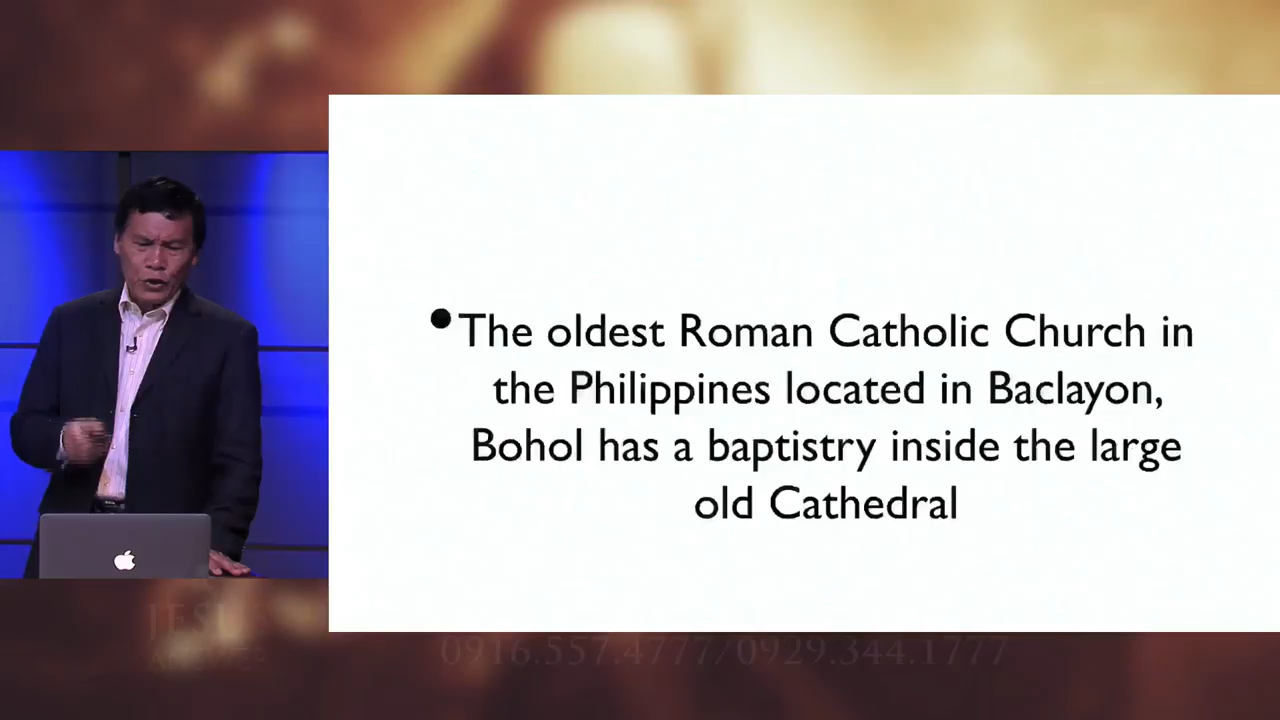 •The oldest Roman Catholic Church in
the Philippines located in Baclayon,
Bohol has a baptistry inside the large
old Cathedral
0916.557.4777/0929.344.1777